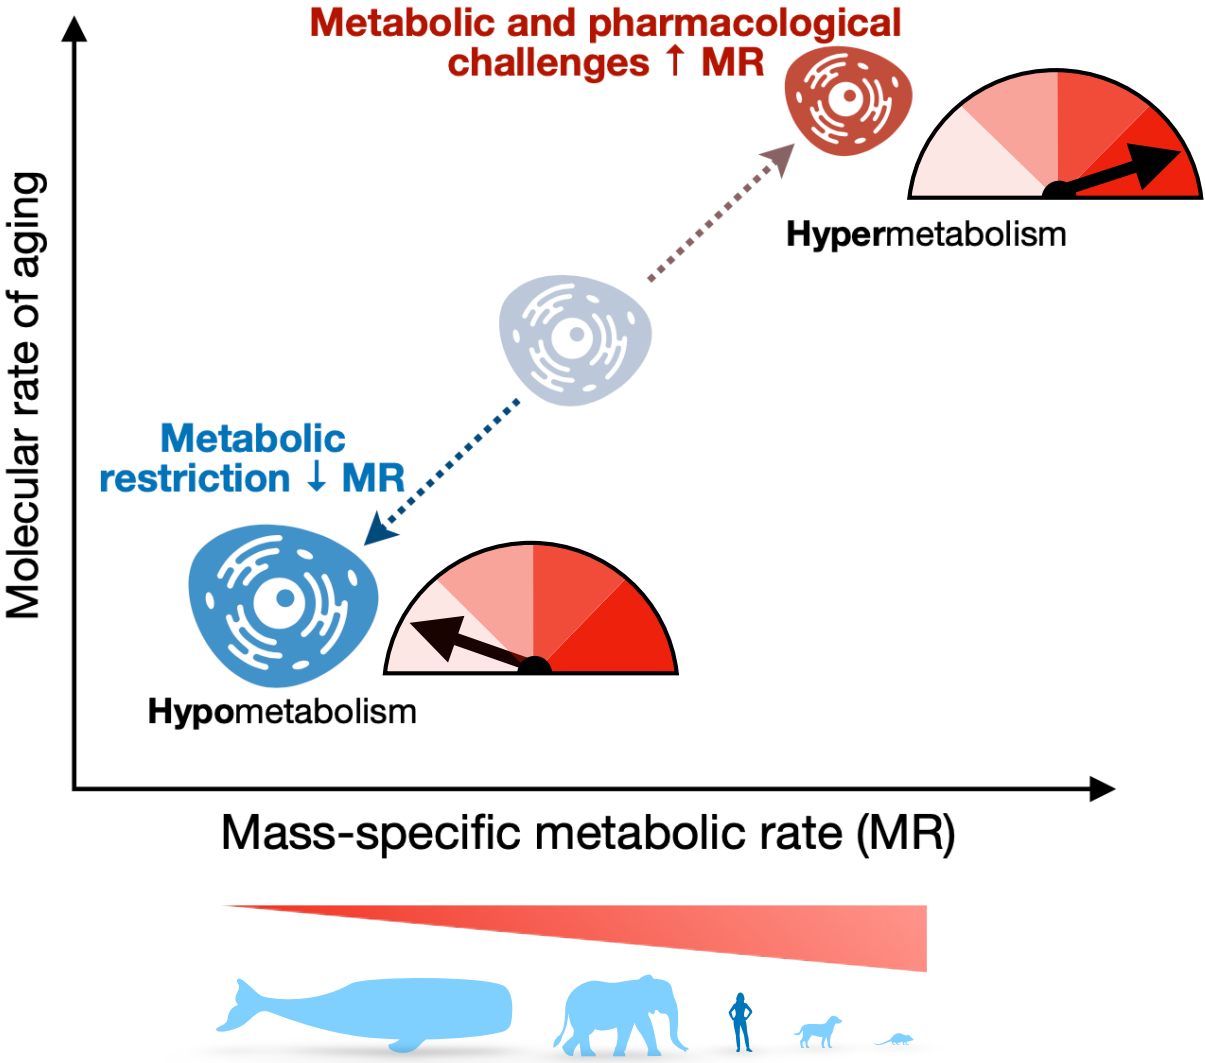 Metabolic and pharmacological
challenges ↑ MR
Hypermetabolism
Molecular rate of aging
Metabolic
restriction ↓ MR
Hypometabolism
Mass-specific metabolic rate (MR)